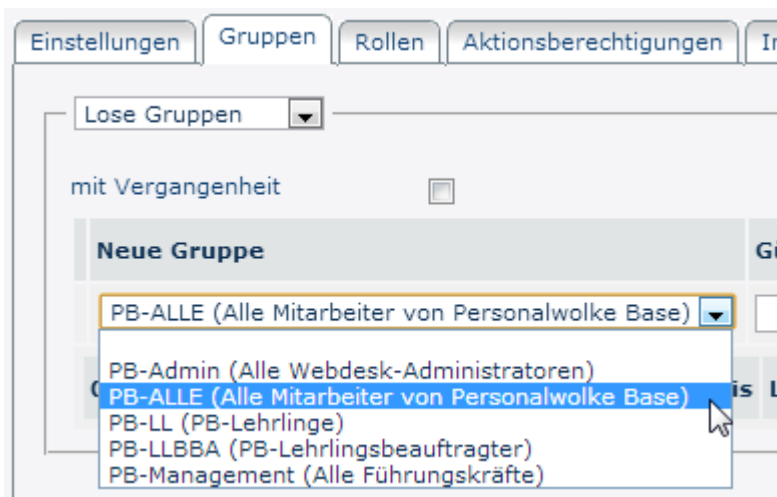 Einstellungen Gruppen Rollen Aktionsberechtigungen
Lose Gruppen
mit Vergangenheit
Neue Gruppe
PB-ALLE (Alle Mitarbeiter von Personalwolke Base)
PB-Admin (Alle Webdesk-Administratoren)
PB-ALLE (Alle Mitarbeiter von Personalwolke Base)
PB-LL (PB-Lehrlinge)
PB-LLBBA (PB-Lehrlingsbeauftragter)
PB-Management (Alle Führungskräfte)